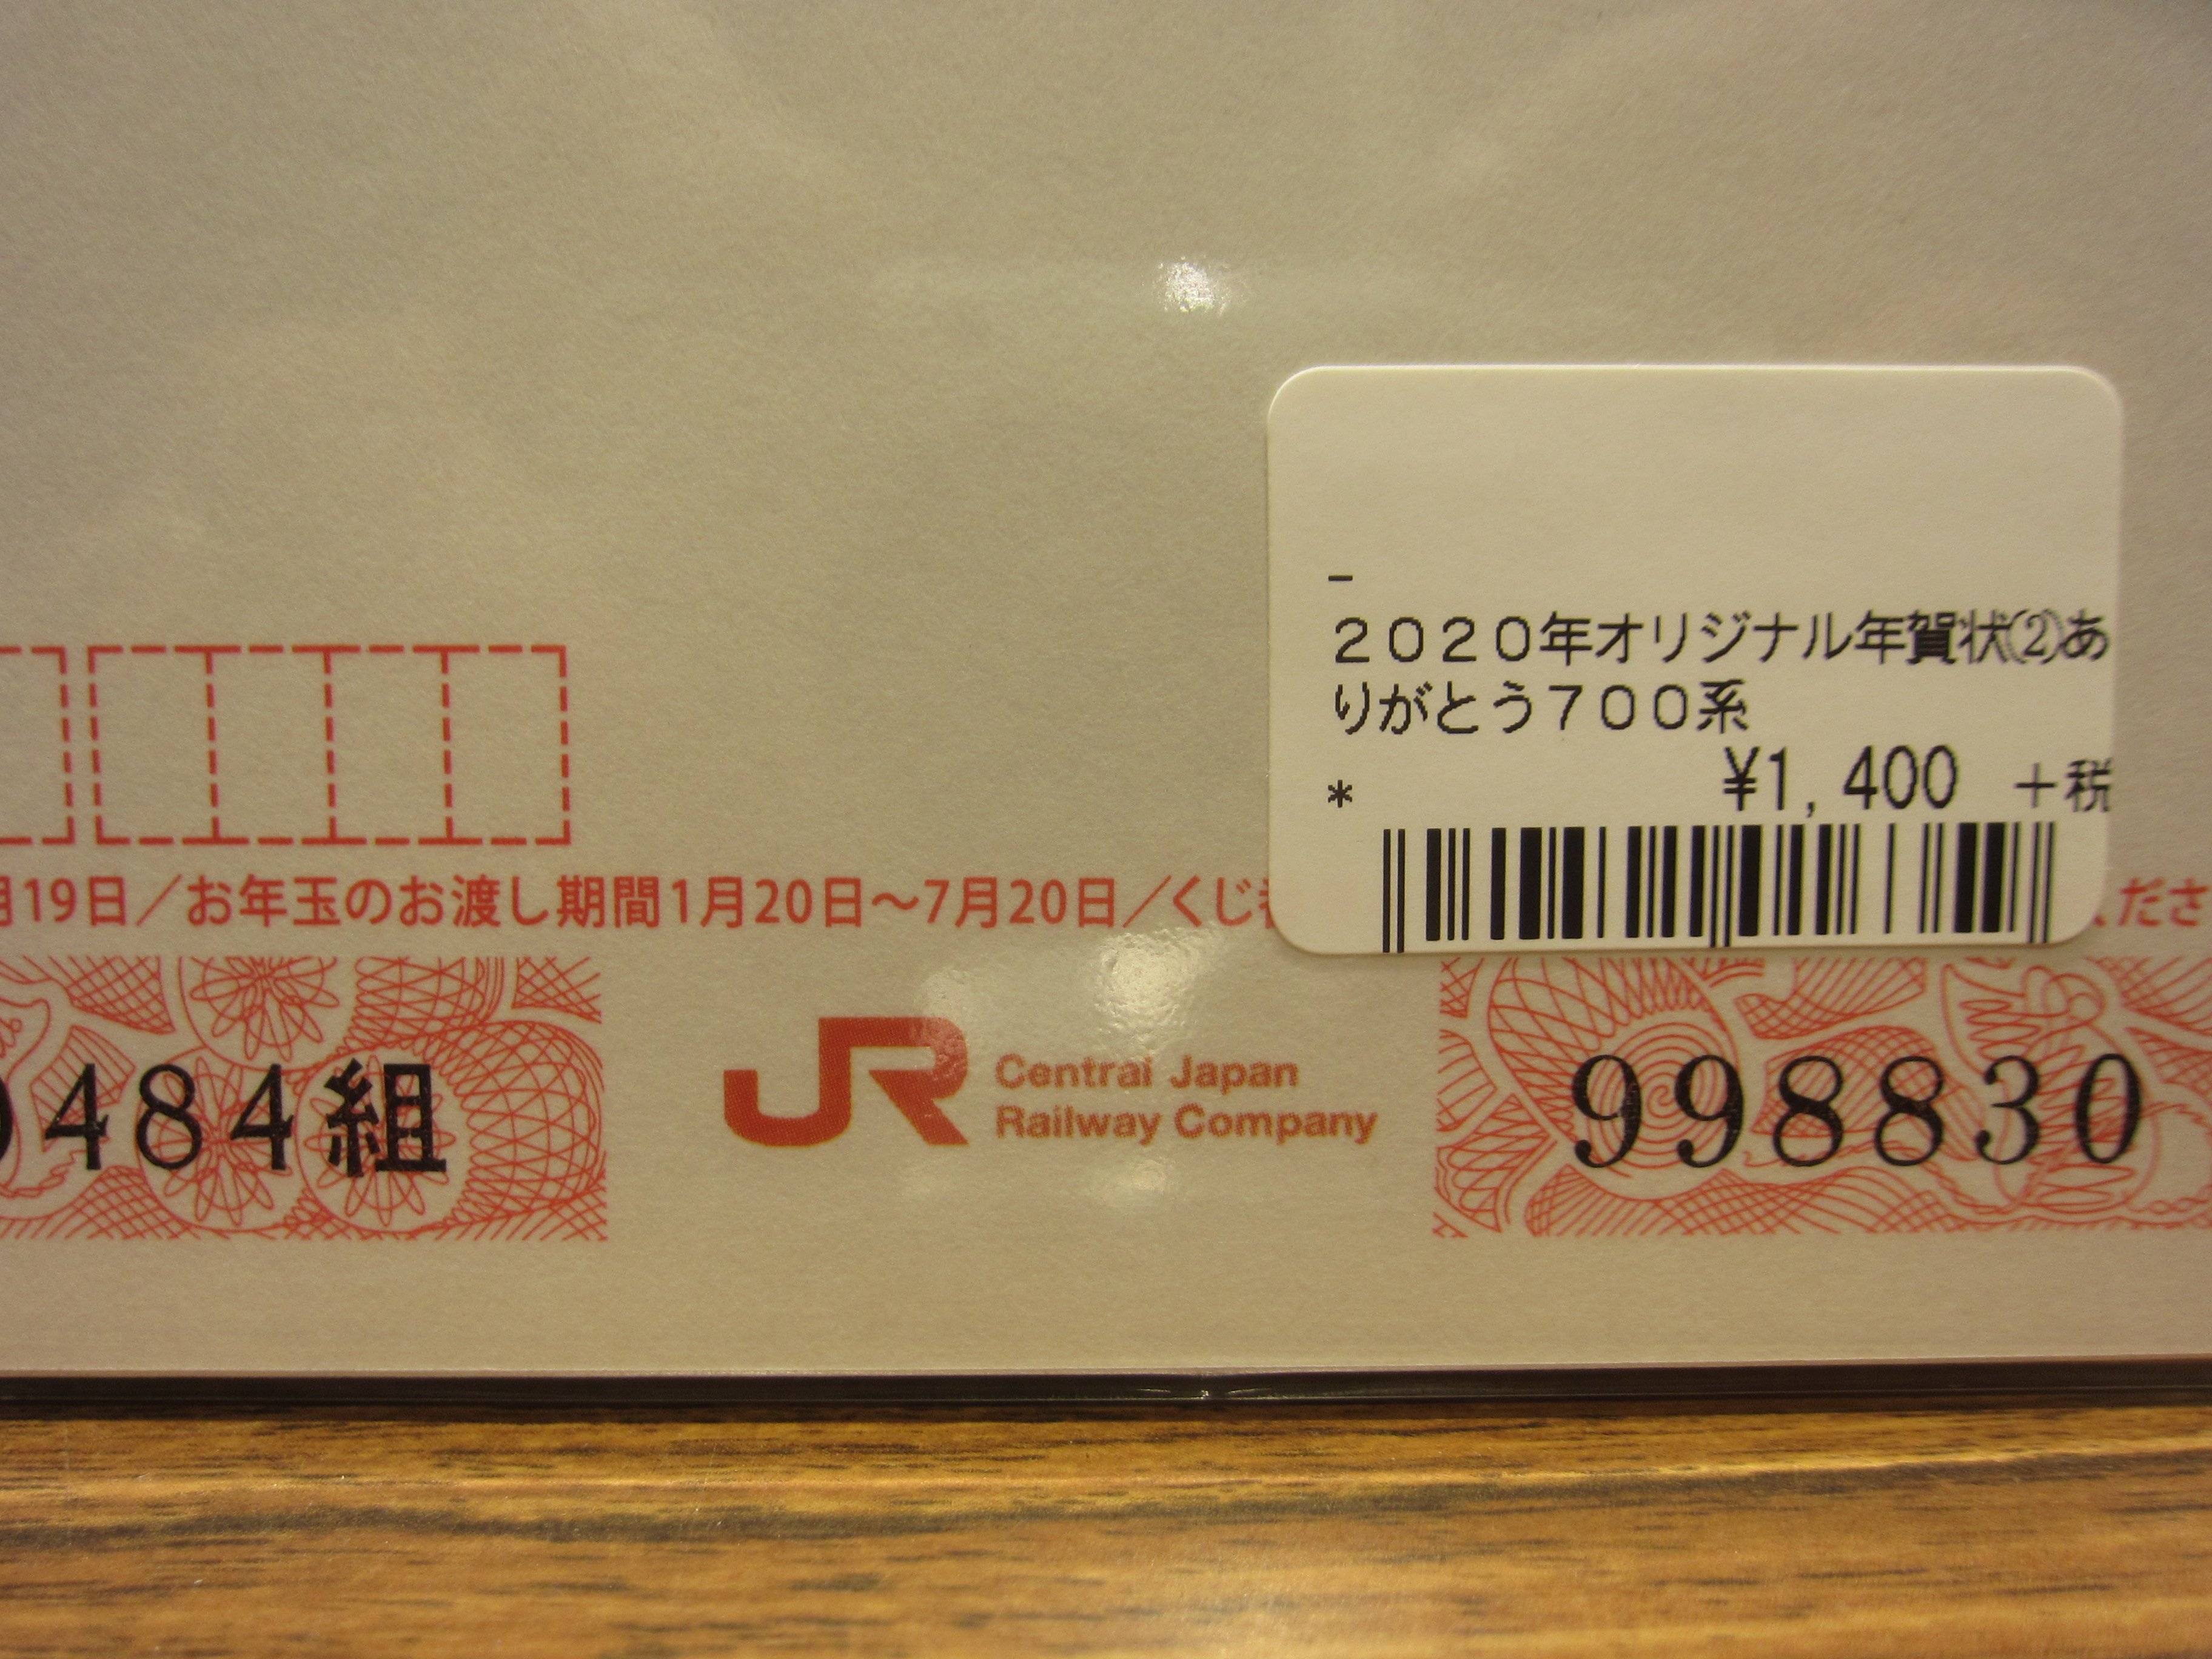 2020年オリジナル年賀状(2)あ
りがとう700系
* ¥1,400 +税
月19日/お年玉のお渡し期間1月20日〜7月20日/くじ
ださ
484組
JR Central Japan
Railway Company
998830